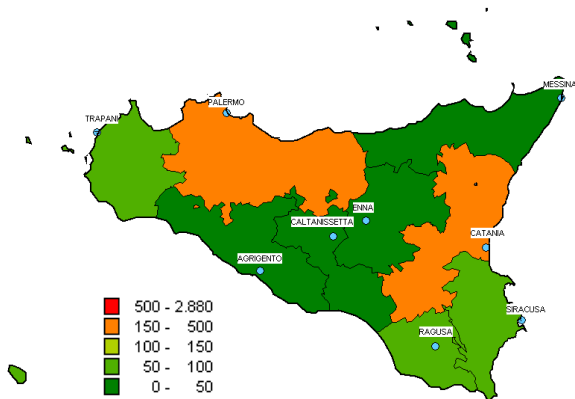 MESSINA
PALERMO
TRAPANI
ENNA
CALTANISSETTA
CATANIA
AGRIGENTO
SIRACUSA
RAGUSA
500 - 2.880
150 - 500
100 - 150
50 - 100
0 - 50